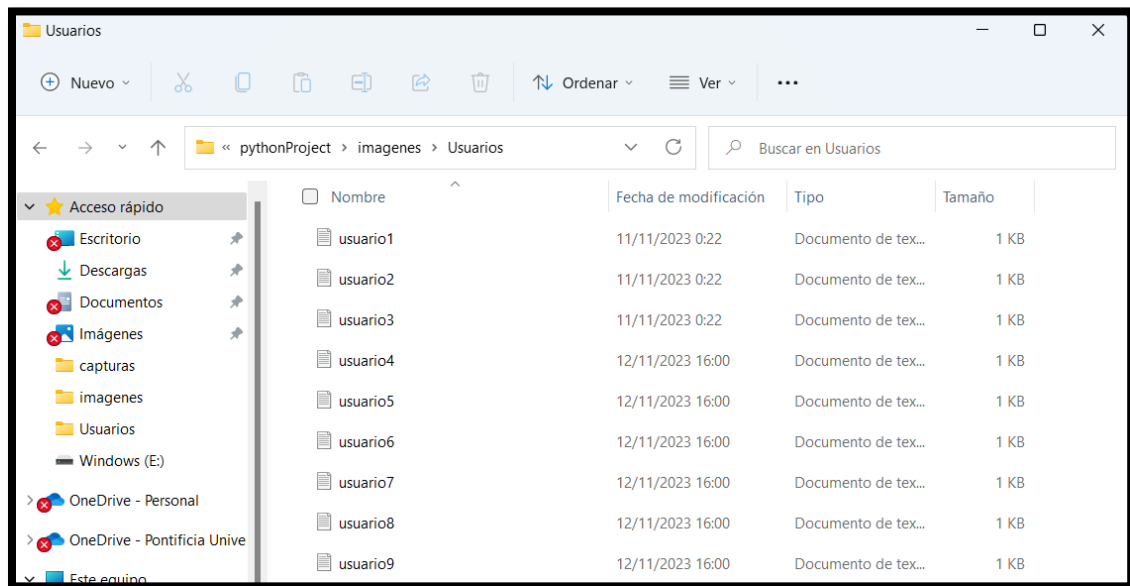 Usuarios
Nuevo
Ordenar
Ver
« pythonProject > imagenes > Usuarios
Buscar en Usuarios
Acceso rápido
Escritorio
Descargas
Documentos
Imágenes
capturas
imagenes
Usuarios
Windows (E:)
OneDrive - Personal
OneDrive - Pontificia Unive
Este equipo
Nombre Fecha de modificación Tipo Tamaño
usuario1 11/11/2023 0:22 Documento de tex... 1 KB
usuario2 11/11/2023 0:22 Documento de tex... 1 KB
usuario3 11/11/2023 0:22 Documento de tex... 1 KB
usuario4 12/11/2023 16:00 Documento de tex... 1 KB
usuario5 12/11/2023 16:00 Documento de tex... 1 KB
usuario6 12/11/2023 16:00 Documento de tex... 1 KB
usuario7 12/11/2023 16:00 Documento de tex... 1 KB
usuario8 12/11/2023 16:00 Documento de tex... 1 KB
usuario9 12/11/2023 16:00 Documento de tex... 1 KB